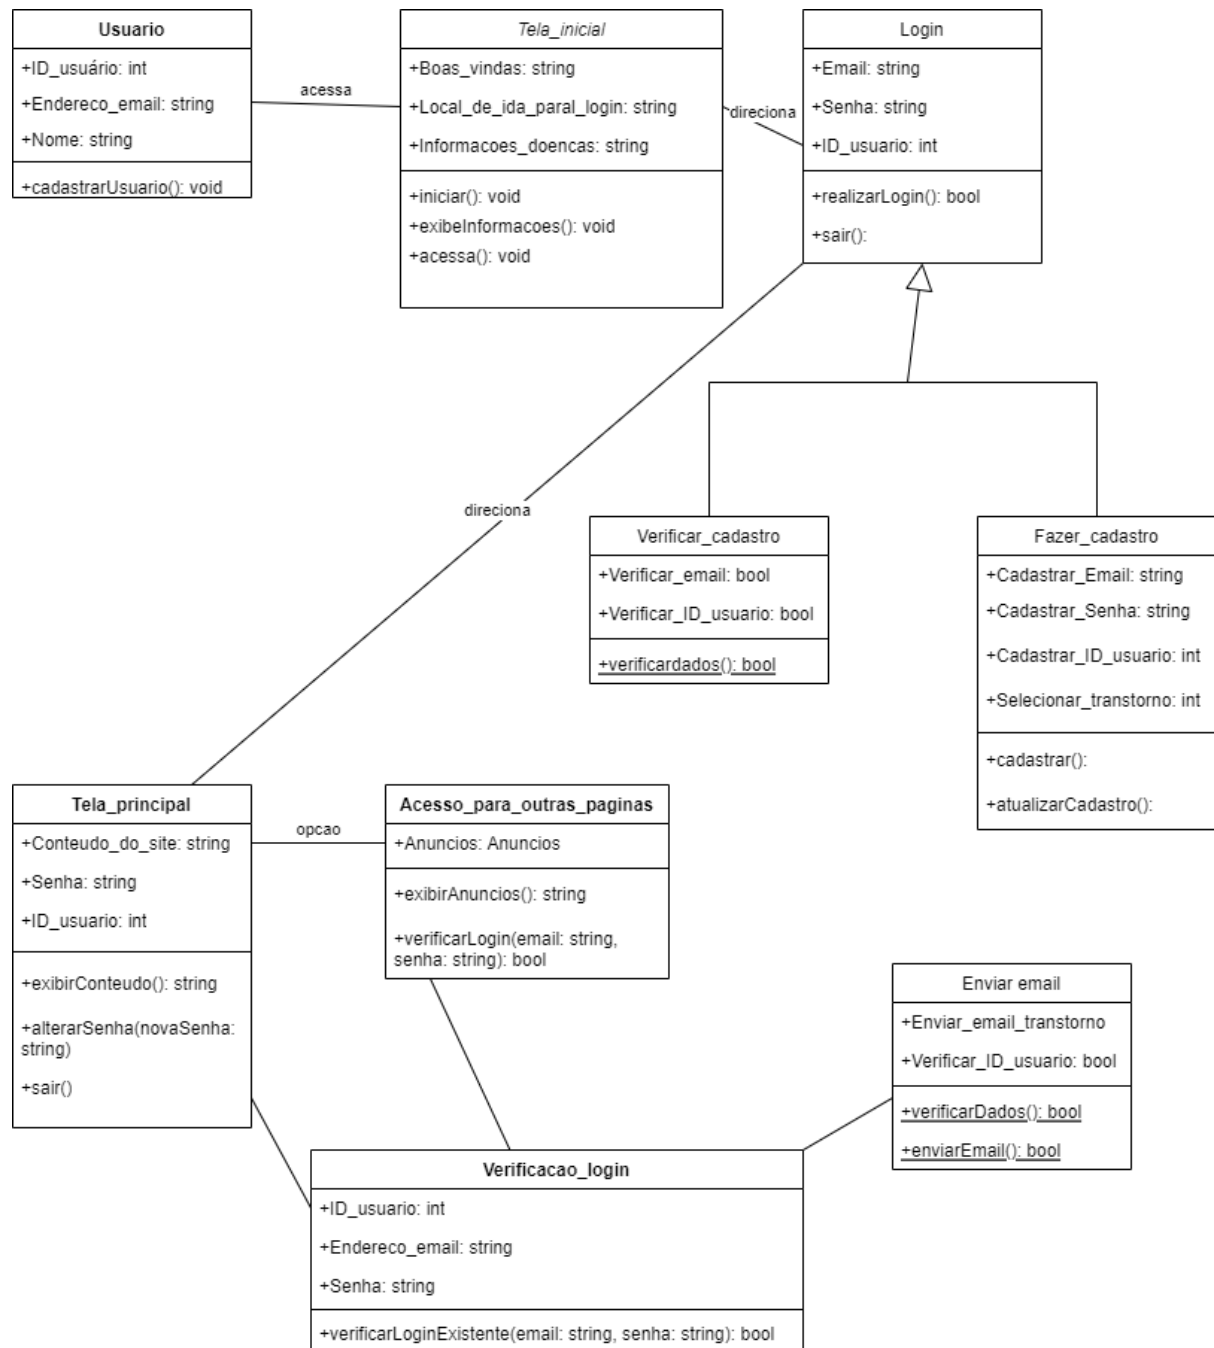 Usuario
+ID_usuário: int
+Endereco_email: string
+Nome: string
+cadastrarUsuario(): void
acessa
Tela_inicial
+Boas_vindas: string
+Local_de_ida_paral_login: string
+Informacoes_doencas: string
+iniciar(): void
+exibeInformacoes(): void
+acessa(): void
direciona
Login
+Email: string
+Senha: string
+ID_usuario: int
+realizarLogin(): bool
+sair():
direciona
Verificar_cadastro
+Verificar_email: bool
+Verificar_ID_usuario: bool
+verificardados(): bool
Fazer_cadastro
+Cadastrar_Email: string
+Cadastrar_Senha: string
+Cadastrar_ID_usuario: int
+Selecionar_transtorno: int
+cadastrar():
+atualizarCadastro():
Tela_principal
+Conteudo_do_site: string
+Senha: string
+ID_usuario: int
+exibirConteudo(): string
+alterarSenha(novaSenha:
string)
+sair()
opcao
Acesso_para_outras_paginas
+Anuncios: Anuncios
+exibirAnuncios(): string
+verificarLogin(email: string,
senha: string): bool
Enviar email
+Enviar_email_transtorno
+Verificar_ID_usuario: bool
+verificarDados(): bool
+enviarEmail(): bool
Verificacao_login
+ID_usuario: int
+Endereco_email: string
+Senha: string
+verificarLoginExistente(email: string, senha: string): bool